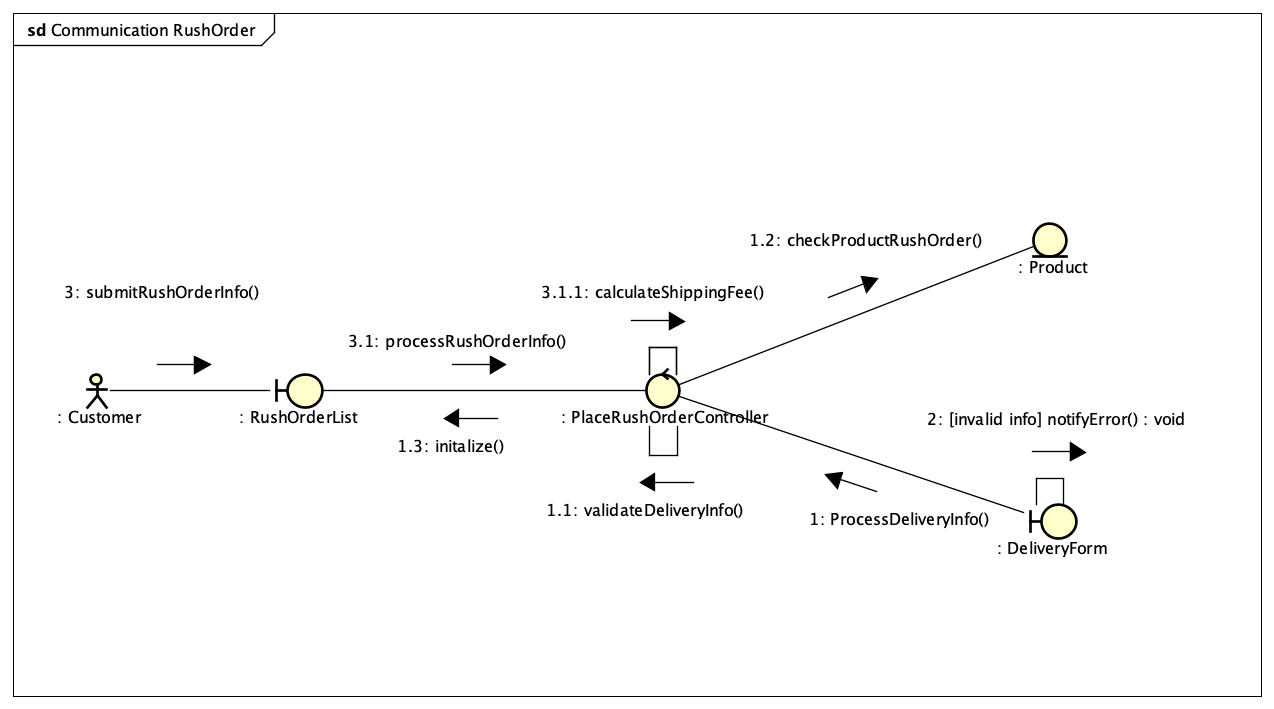 sd Communication RushOrder
1.2: checkProductRushOrder()
: Product
3: submitRushOrderInfo()
3.1.1: calculateShippingFee()
3.1: processRushOrderInfo()
: Customer
: RushOrderList
: PlaceRushOrderController
1.3: initalize()
2: [invalid info] notifyError() : void
1.1: validateDeliveryInfo()
1: ProcessDeliveryInfo()
: DeliveryForm